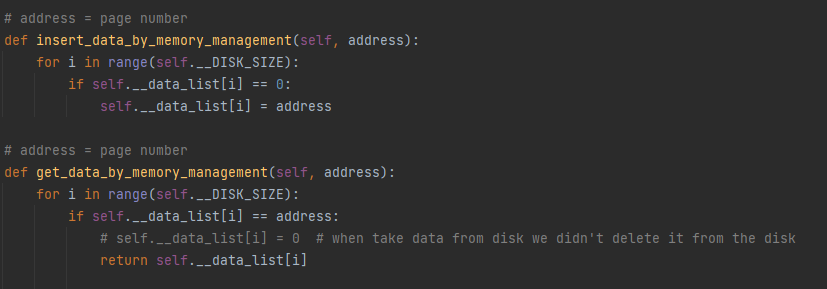 # address = page number
def insert_data_by_memory_management(self, address):
    for i in range(self.__DISK_SIZE):
        if self.__data_list[i] == 0:
            self.__data_list[i] = address
# address = page number
def get_data_by_memory_management(self, address):
    for i in range(self.__DISK_SIZE):
        if self.__data_list[i] == address:
            # self.__data_list[i] = 0  # when take data from disk we didn't delete it from the disk
            return self.__data_list[i]